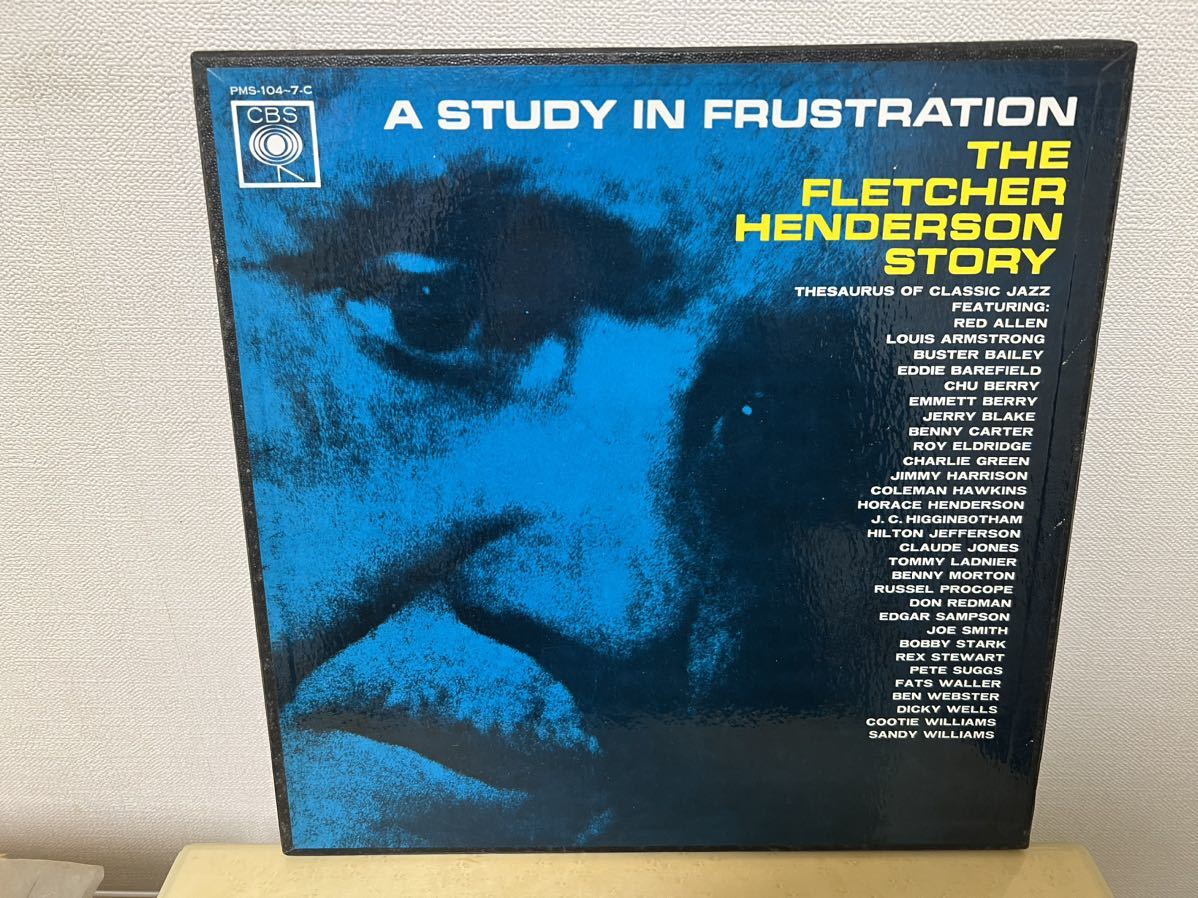 PMS-104~7-C
CBS
A STUDY IN FRUSTRATION
THE
FLETCHER
HENDERSON
STORY
THESAURUS OF CLASSIC JAZZ
FEATURING:
RED ALLEN
LOUIS ARMSTRONG
BUSTER BAILEY
EDDIE BAREFIELD
CHU BERRY
EMMETT BERRY
JERRY BLAKE
BENNY CARTER
ROY ELDRIDGE
CHARLIE GREEN
JIMMY HARRISON
COLEMAN HAWKINS
HORACE HENDERSON
J. C. HIGGINBOTHAM
HILTON JEFFERSON
CLAUDE JONES
TOMMY LADNIER
BENNY MORTON
RUSSEL PROCOPE
DON REDMAN
EDGAR SAMPSON
JOE SMITH
BOBBY STARK
REX STEWART
PETE SUGGS
FATS WALLER
BEN WEBSTER
DICKY WELLS
COOTIE WILLIAMS
SANDY WILLIAMS